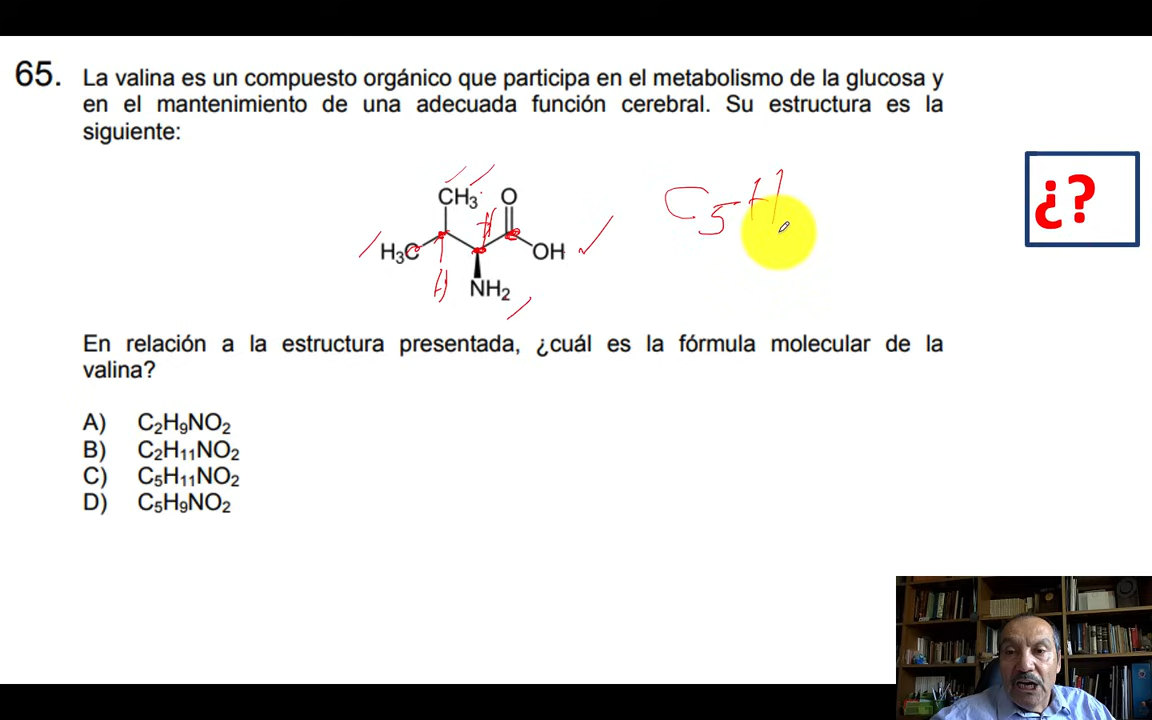 65. La valina es un compuesto orgánico que participa en el metabolismo de la glucosa y
en el mantenimiento de una adecuada función cerebral. Su estructura es la
siguiente:
CH3 O
H
H3C OH
H NH2
C5H
¿?
En relación a la estructura presentada, ¿cuál es la fórmula molecular de la
valina?
A) C2H9NO2
B) C2H11NO2
C) C5H11NO2
D) C5H9NO2